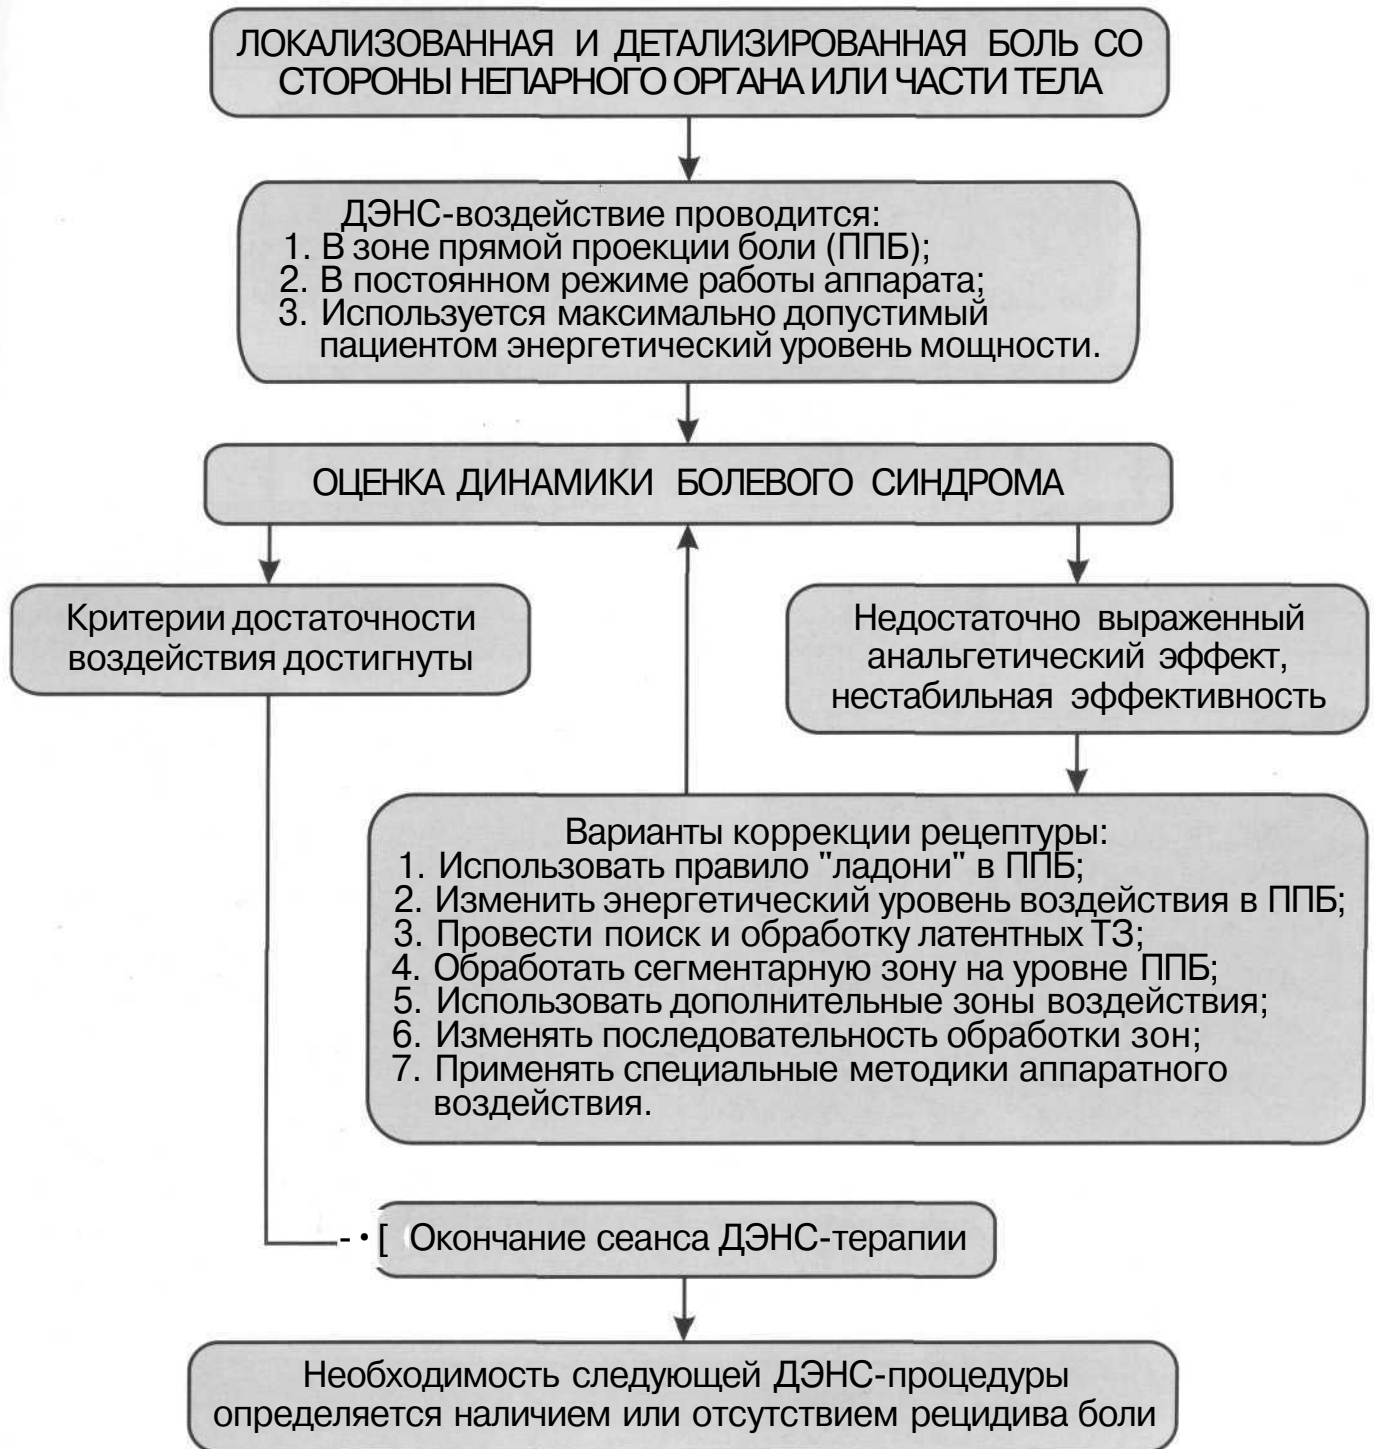 ЛОКАЛИЗОВАННАЯ И ДЕТАЛИЗИРОВАННАЯ БОЛЬ СО
СТОРОНЫ НЕПАРНОГО ОРГАНА ИЛИ ЧАСТИ ТЕЛА
ДЭНС-воздействие проводится:
1. В зоне прямой проекции боли (ППБ);
2. В постоянном режиме работы аппарата;
3. Используется максимально допустимый
пациентом энергетический уровень мощности.
ОЦЕНКА ДИНАМИКИ БОЛЕВОГО СИНДРОМА
Критерии достаточности
воздействия достигнуты
Недостаточно выраженный
анальгетический эффект,
нестабильная эффективность
Варианты коррекции рецептуры:
1. Использовать правило "ладони" в ППБ;
2. Изменить энергетический уровень воздействия в ППБ;
3. Провести поиск и обработку латентных ТЗ;
4. Обработать сегментарную зону на уровне ППБ;
5. Использовать дополнительные зоны воздействия;
6. Изменять последовательность обработки зон;
7. Применять специальные методики аппаратного
воздействия.
Окончание сеанса ДЭНС-терапии
Необходимость следующей ДЭНС-процедуры
определяется наличием или отсутствием рецидива боли